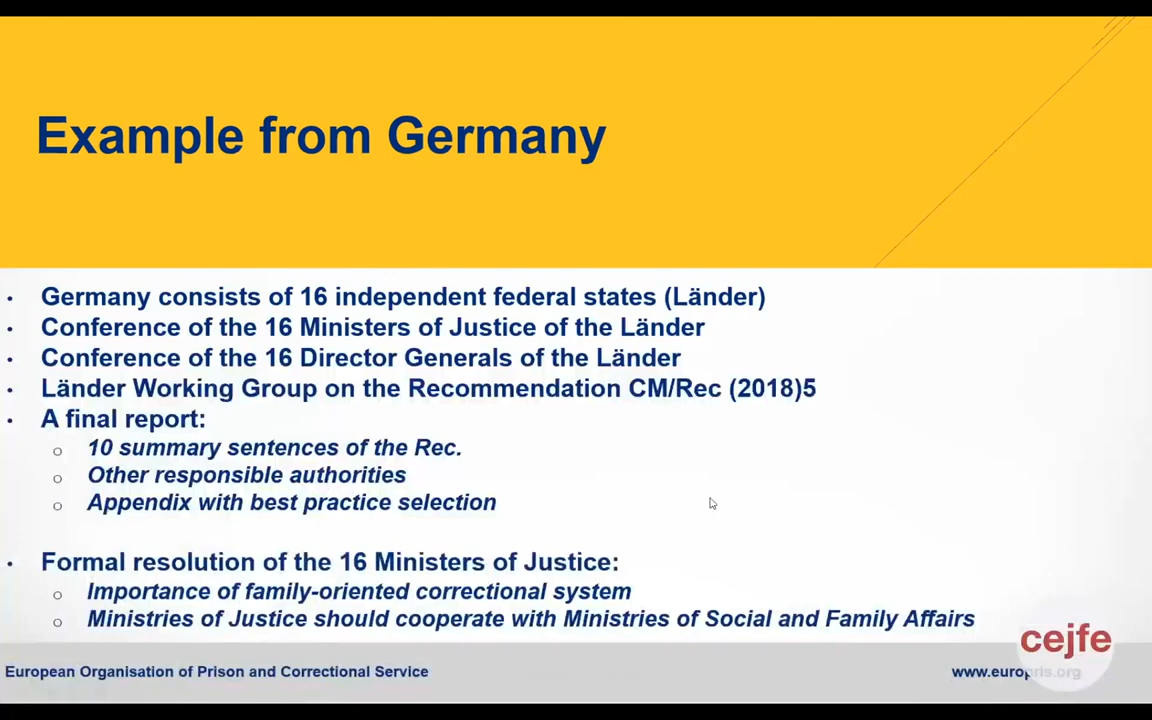 Example from Germany
• Germany consists of 16 independent federal states (Länder)
• Conference of the 16 Ministers of Justice of the Länder
• Conference of the 16 Director Generals of the Länder
• Länder Working Group on the Recommendation CM/Rec (2018)5
• A final report:
o 10 summary sentences of the Rec.
o Other responsible authorities
o Appendix with best practice selection
• Formal resolution of the 16 Ministers of Justice:
o Importance of family-oriented correctional system
o Ministries of Justice should cooperate with Ministries of Social and Family Affairs
cejfe
European Organisation of Prison and Correctional Service
www.europris.org